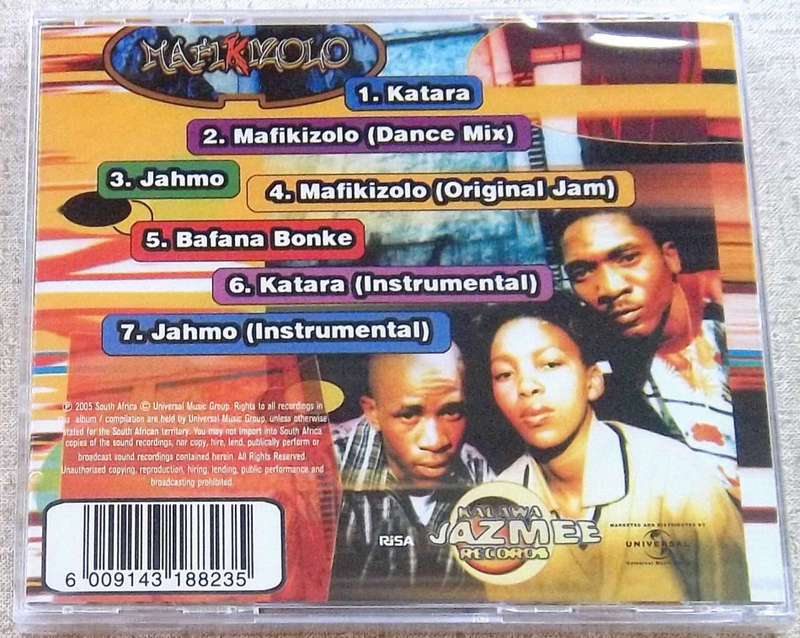 MAFIKIZOLO
1. Katara
2. Mafikizolo (Dance Mix)
3. Jahmo
4. Mafikizolo (Original Jam)
5. Bafana Bonke
6. Katara (Instrumental)
7. Jahmo (Instrumental)
℗ 2005 South Africa © Universal Music Group. Rights to all recordings in
album / compilation are held by Universal Music Group, unless otherwise
stated for the South African territory. You may not import into South Africa
copies of the sound recordings, nor copy, hire, lend, publically perform or
broadcast sound recordings contained herein. All Rights Reserved.
Unauthorised copying, reproduction, hiring, lending, public performance and
broadcasting prohibited.
6 009143 188235
RiSA
KALAWA
JAZMEE
RECORDS
MARKETED AND DISTRIBUTED BY
UNIVERSAL
Universal Music